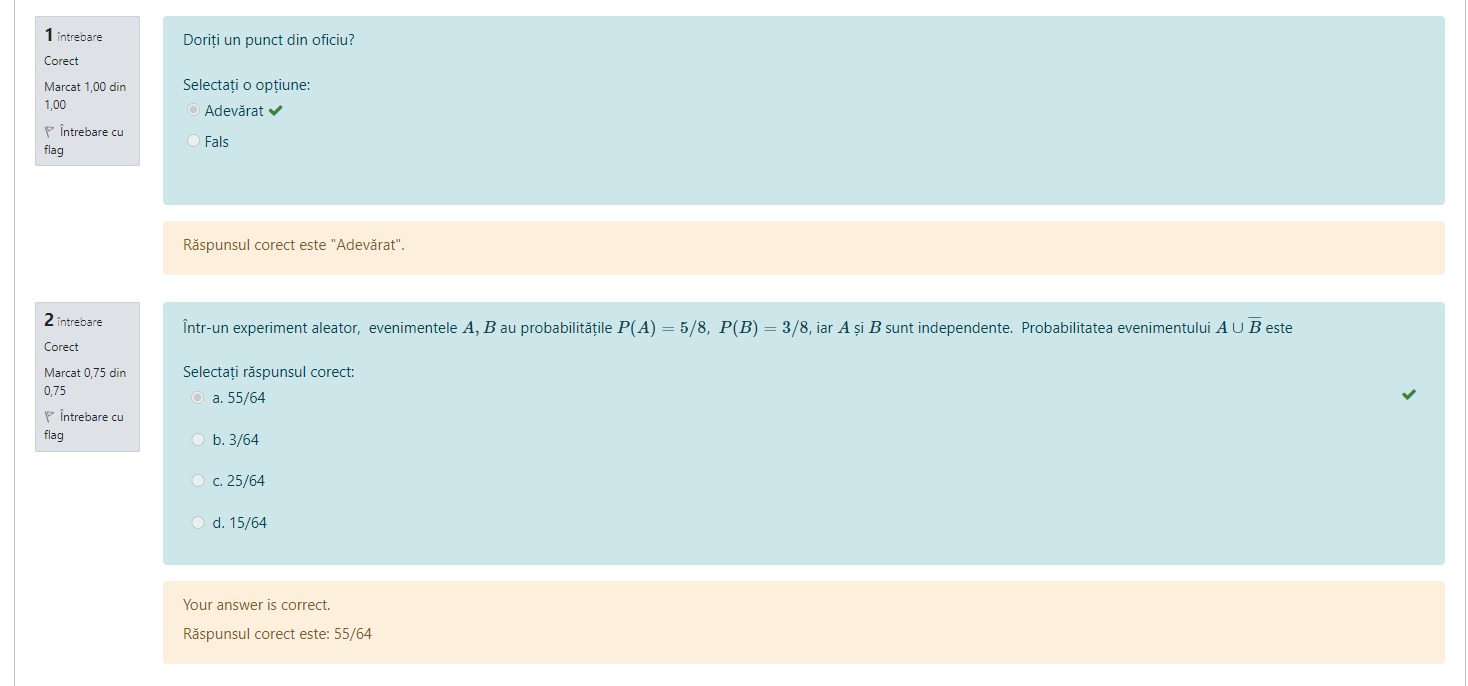 1 întrebare
Corect
Marcat 1,00 din
1,00
Întrebare cu
flag
Doriți un punct din oficiu?
Selectați o opțiune:
Adevărat
Fals
Răspunsul corect este "Adevărat".
2 întrebare
Corect
Marcat 0,75 din
0,75
Întrebare cu
flag
Într-un experiment aleator, evenimentele A, B au probabilitățile P(A) = 5/8, P(B) = 3/8, iar A și B sunt independente. Probabilitatea evenimentului A ∪ B̅ este
Selectați răspunsul corect:
a. 55/64
b. 3/64
c. 25/64
d. 15/64
Your answer is correct.
Răspunsul corect este: 55/64